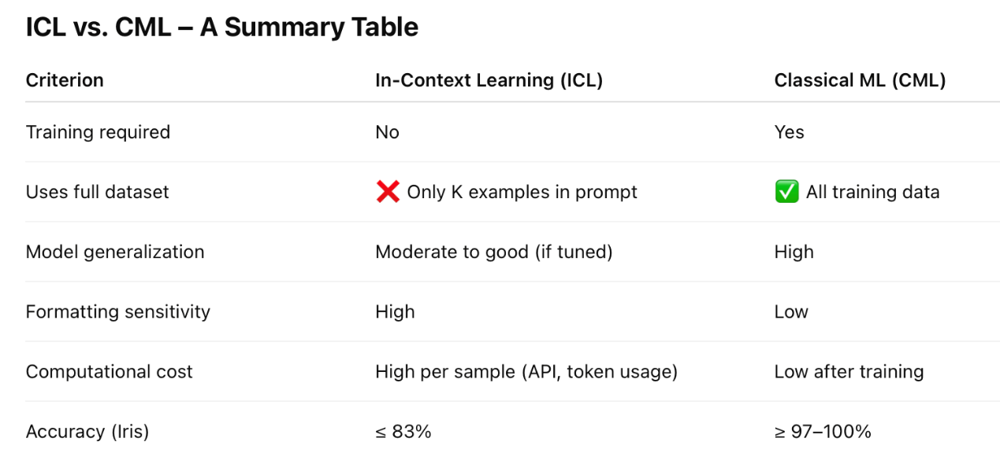 ICL vs. CML – A Summary Table
Criterion In-Context Learning (ICL) Classical ML (CML)
Training required No Yes
Uses full dataset ❌ Only K examples in prompt ✅ All training data
Model generalization Moderate to good (if tuned) High
Formatting sensitivity High Low
Computational cost High per sample (API, token usage) Low after training
Accuracy (Iris) ≤ 83% ≥ 97–100%